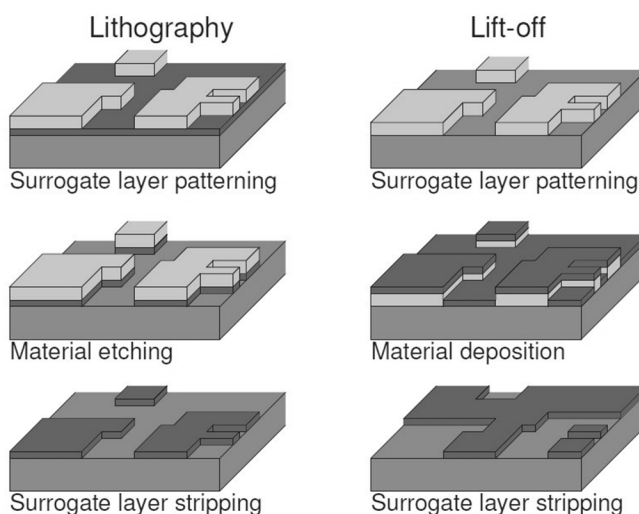 Lithography
Lift-off
Surrogate layer patterning
Surrogate layer patterning
Material etching
Material deposition
Surrogate layer stripping
Surrogate layer stripping